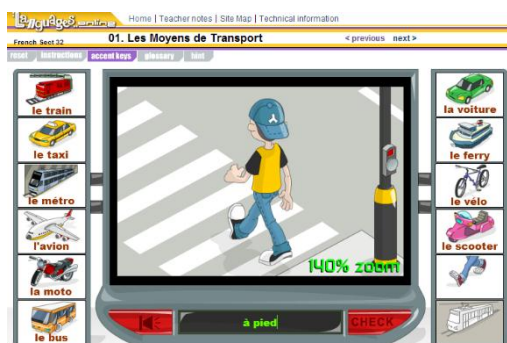 Languages online
Home | Teacher notes | Site Map | Technical information
French Sect 32
01. Les Moyens de Transport
< previous next >
reset
instructions
accent keys
glossary
hint
le train
la voiture
le taxi
le ferry
le métro
le vélo
l'avion
le scooter
la moto
le bus
140% zoom
à pied
CHECK